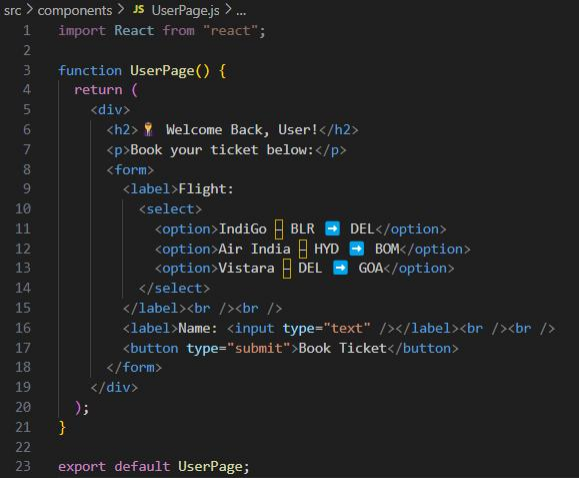 src > components > JS UserPage.js > ...
1 import React from "react";
2
3 function UserPage() {
4   return (
5     <div>
6       <h2>🧑‍✈️ Welcome Back, User!</h2>
7       <p>Book your ticket below:</p>
8       <form>
9         <label>Flight:
10           <select>
11             <option>IndiGo – BLR ➡️ DEL</option>
12             <option>Air India – HYD ➡️ BOM</option>
13             <option>Vistara – DEL ➡️ GOA</option>
14           </select>
15         </label><br /><br />
16         <label>Name: <input type="text" /></label><br /><br />
17         <button type="submit">Book Ticket</button>
18       </form>
19     </div>
20   );
21 }
22
23 export default UserPage;